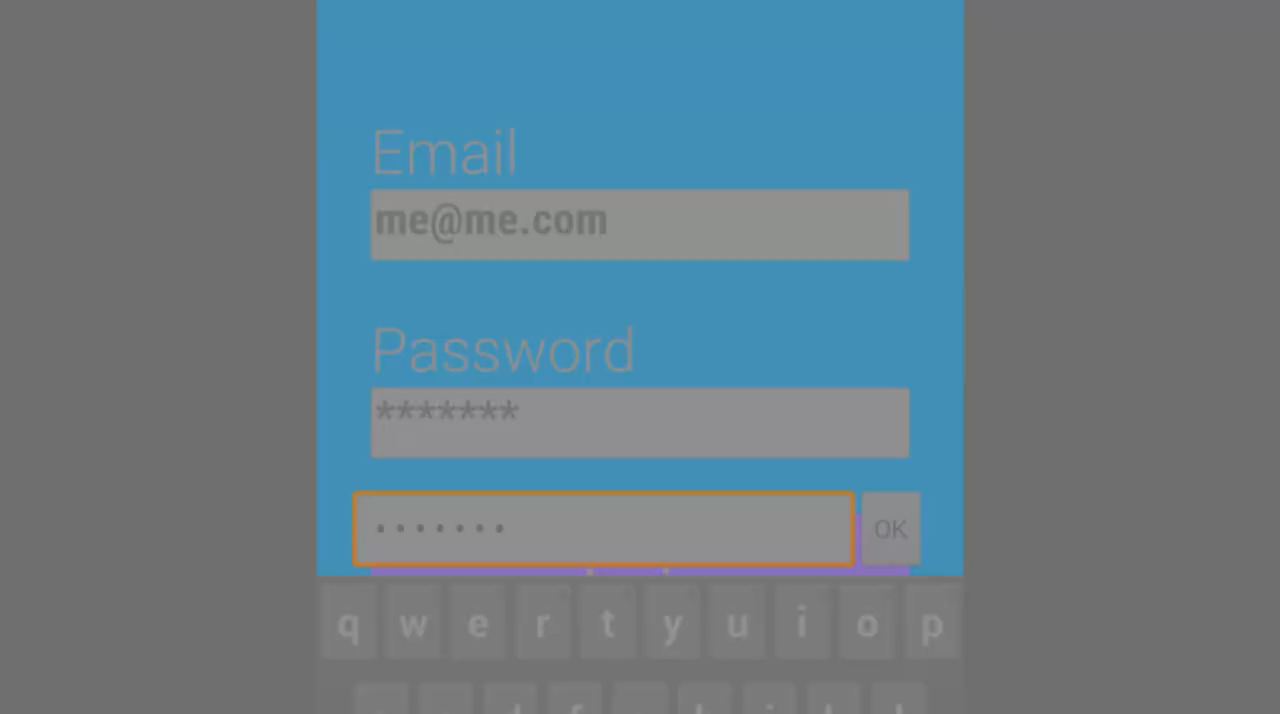 Email
me@me.com
Password
*******
•••••••
OK
q w e r t y u i o p